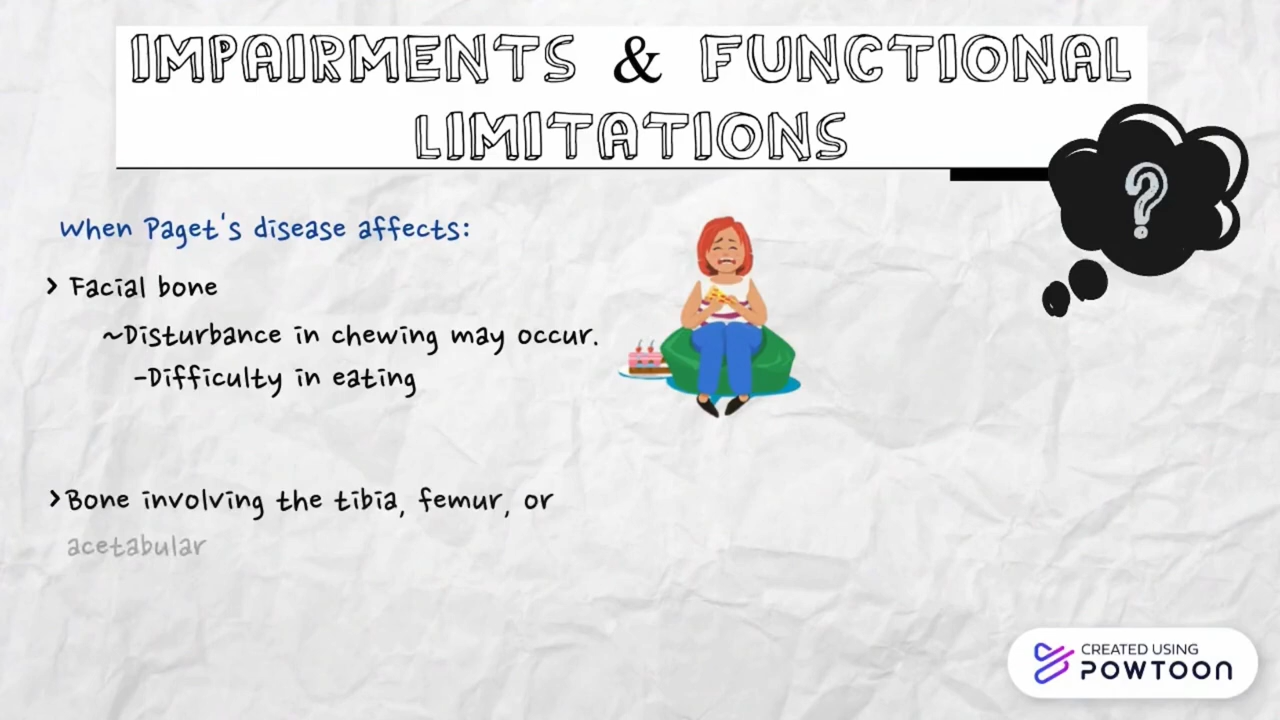 IMPAIRMENTS & FUNCTIONAL
LIMITATIONS
?
When Paget's disease affects:
> Facial bone
~Disturbance in chewing may occur.
-Difficulty in eating
>Bone involving the tibia, femur, or
acetabular
CREATED USING
POWTOON